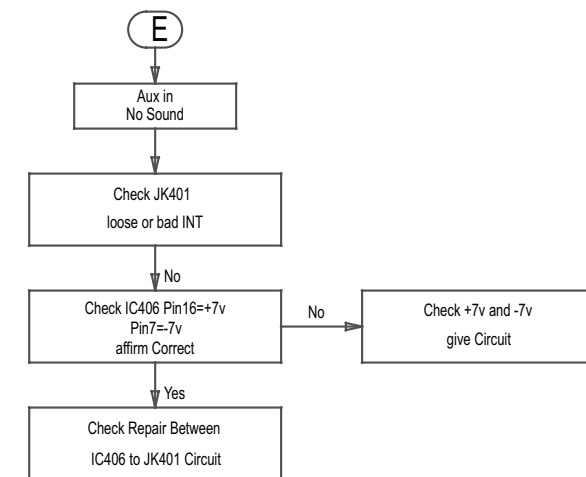 E
Aux in
No Sound
Check JK401
loose or bad INT
No
Check IC406 Pin16=+7v
Pin7=-7v
affirm Correct
No
Check +7v and -7v
give Circuit
Yes
Check Repair Between
IC406 to JK401 Circuit